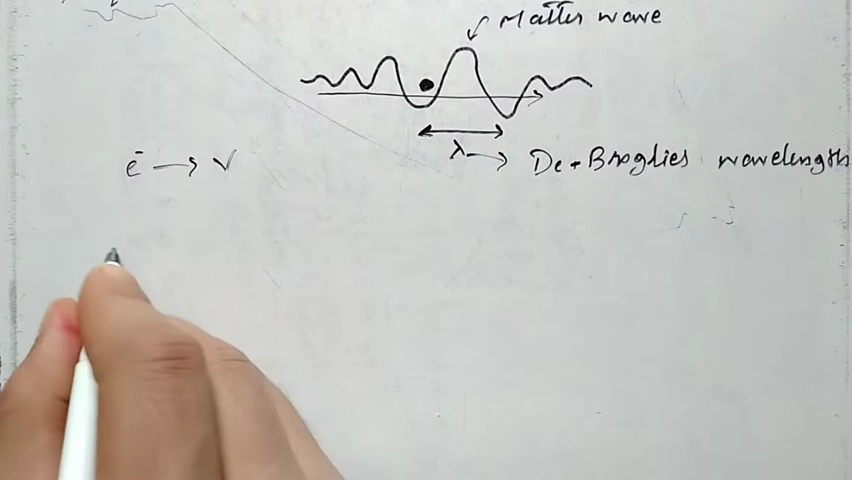 Matter wave
λ → De-Broglies wavelength
e⁻ → V